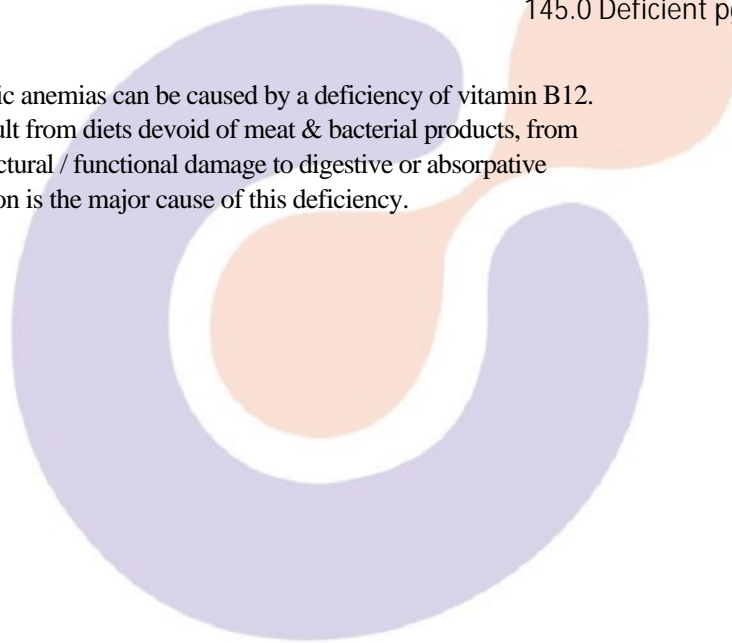 145.0 Deficient
ic anemias can be caused by a deficiency of vitamin B12.
ult from diets devoid of meat & bacterial products, from
ctural / functional damage to digestive or absorpative
on is the major cause of this deficiency.